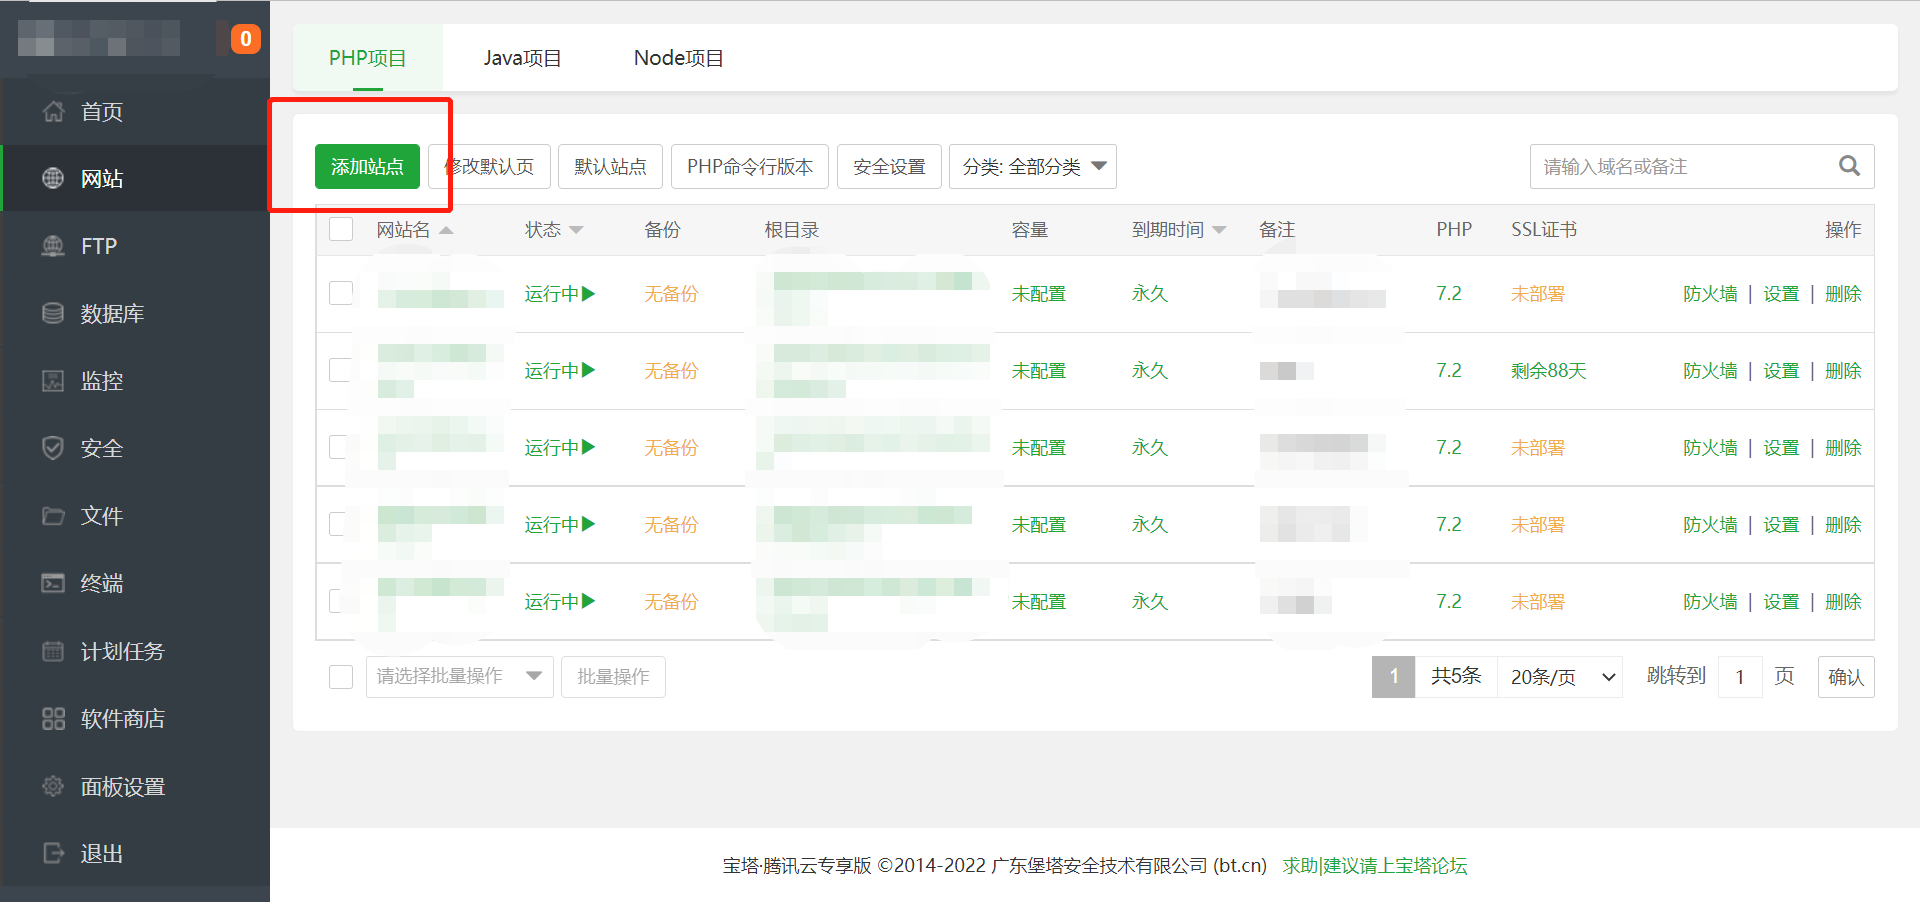 0
首页
网站
FTP
数据库
监控
安全
文件
终端
计划任务
软件商店
面板设置
退出
PHP项目 Java项目 Node项目
添加站点 修改默认页 默认站点 PHP命令行版本 安全设置 分类: 全部分类 请输入域名或备注
网站名 状态 备份 根目录 容量 到期时间 备注 PHP SSL证书 操作
运行中 无备份 未配置 永久 7.2 未部署 防火墙 | 设置 | 删除
运行中 无备份 未配置 永久 7.2 剩余88天 防火墙 | 设置 | 删除
运行中 无备份 未配置 永久 7.2 未部署 防火墙 | 设置 | 删除
运行中 无备份 未配置 永久 7.2 未部署 防火墙 | 设置 | 删除
运行中 无备份 未配置 永久 7.2 未部署 防火墙 | 设置 | 删除
请选择批量操作 批量操作 1 共5条 20条/页 跳转到 1 页 确认
宝塔·腾讯云专享版 ©2014-2022 广东堡塔安全技术有限公司 (bt.cn) 求助|建议请上宝塔论坛